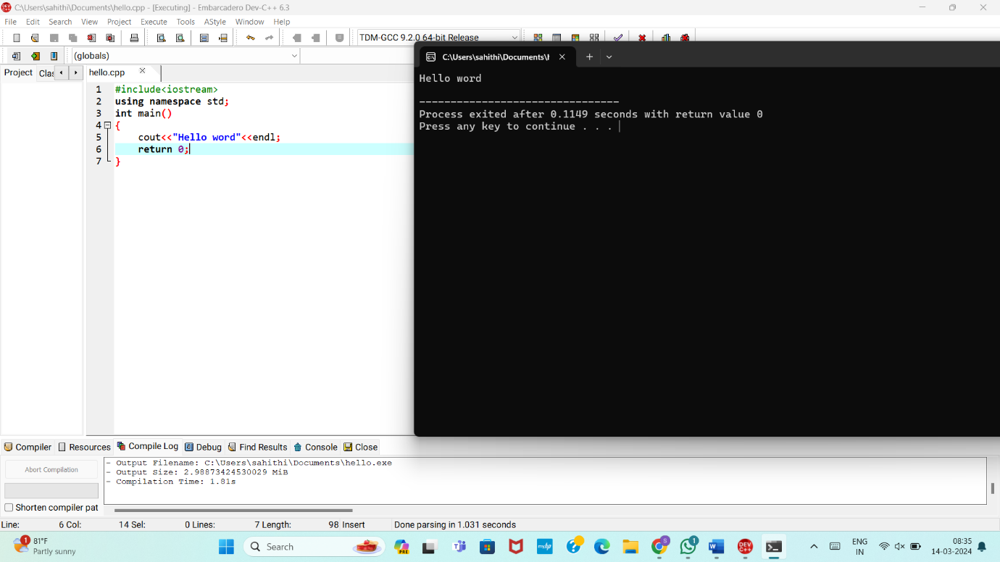 C:\Users\sahithi\Documents\hello.cpp - [Executing] - Embarcadero Dev-C++ 6.3
File Edit Search View Project Execute Tools AStyle Window Help
TDM-GCC 9.2.0 64-bit Release
(globals)
Project Clas
hello.cpp
1 #include<iostream>
2 using namespace std;
3 int main()
4 {
5 cout<<"Hello word"<<endl;
6 return 0;
7 }
C:\Users\sahithi\Documents\h
Hello word
--------------------------------
Process exited after 0.1149 seconds with return value 0
Press any key to continue . . .
Compiler Resources Compile Log Debug Find Results Console Close
Abort Compilation
Shorten compiler pat
- Output Filename: C:\Users\sahithi\Documents\hello.exe
- Output Size: 2.98873424530029 MiB
- Compilation Time: 1.81s
Line: 6 Col: 14 Sel: 0 Lines: 7 Length: 98 Insert Done parsing in 1.031 seconds
1
81°F
Partly sunny
Search
PRE
myhp
S
1
DEV C++
ENG
IN
08:35
14-03-2024